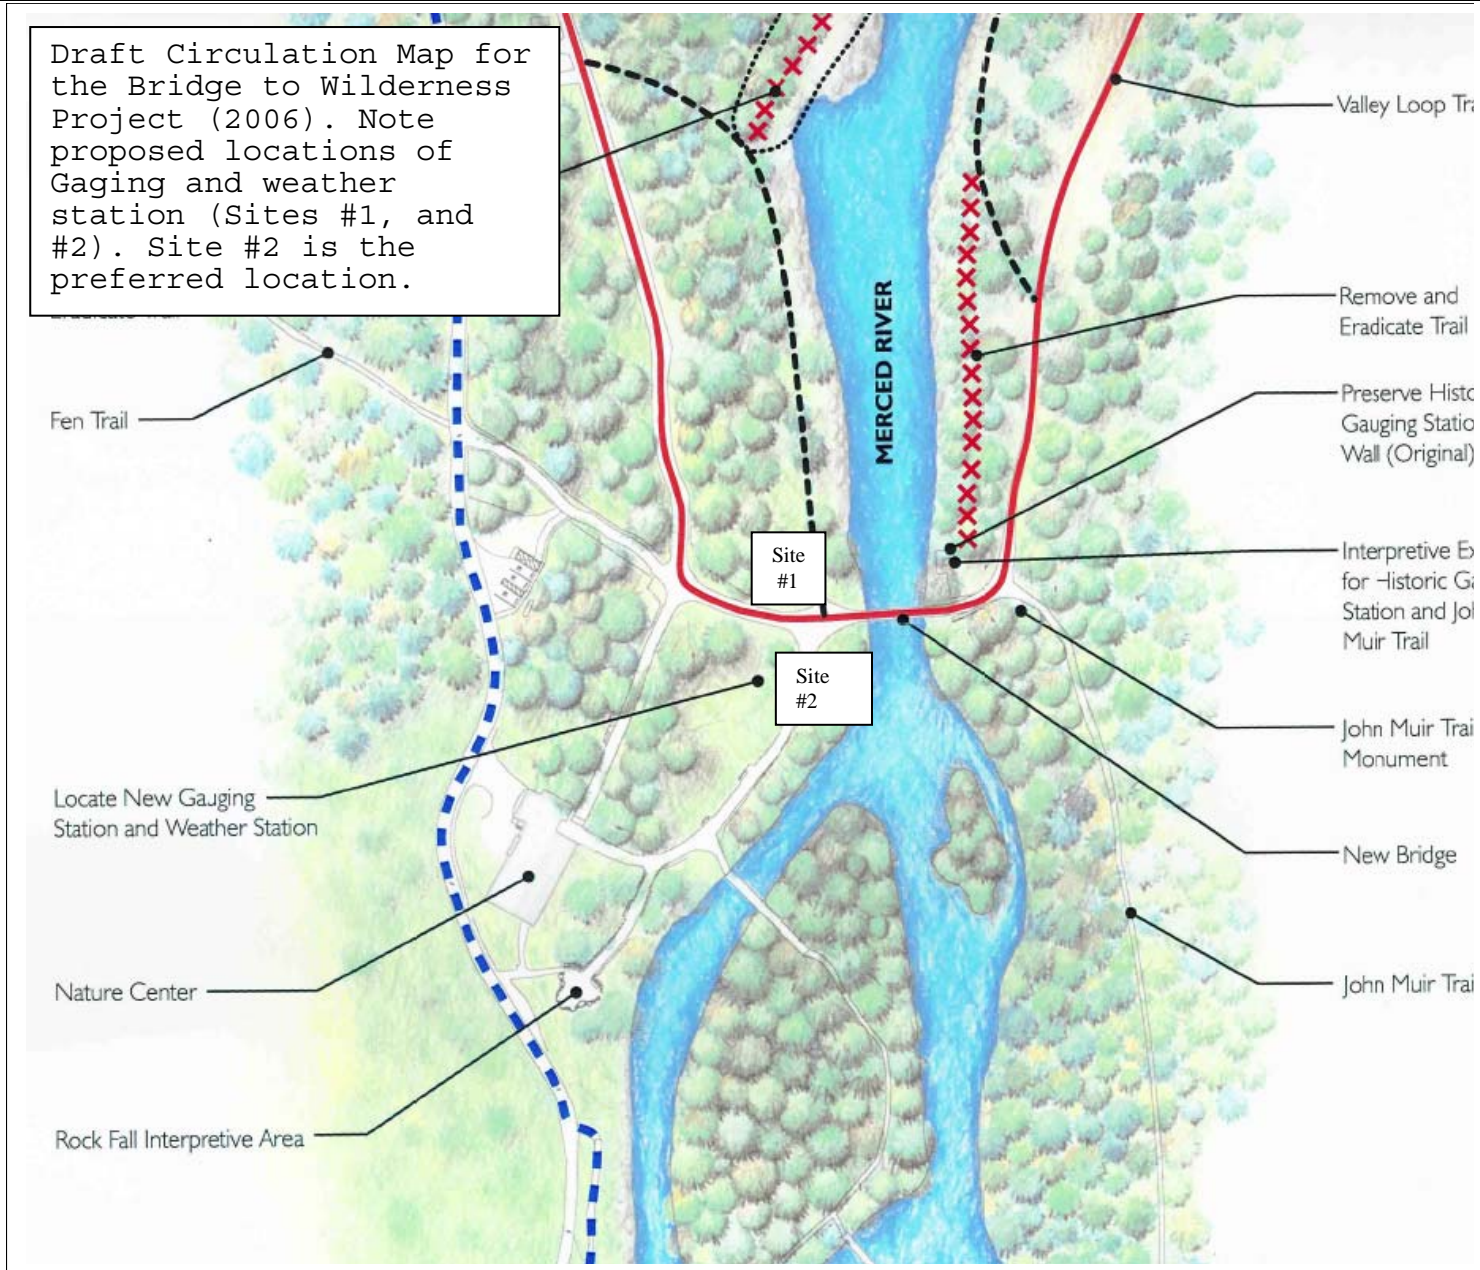 Draft Circulation Map for
the Bridge to Wilderness
Project (2006). Note
proposed locations of
Gaging and weather
station (Sites #1, and
#2). Site #2 is the
preferred location.
Fen Trail
Locate New Gauging
Station and Weather Station
Nature Center
Rock Fall Interpretive Area
MERCED RIVER
Site
#1
Site
#2
Valley Loop Tra
Remove and
Eradicate Trail
Preserve Histo
Gauging Statio
Wall (Original)
Interpretive Ex
for Historic Ga
Station and Joh
Muir Trail
John Muir Trai
Monument
New Bridge
John Muir Trai